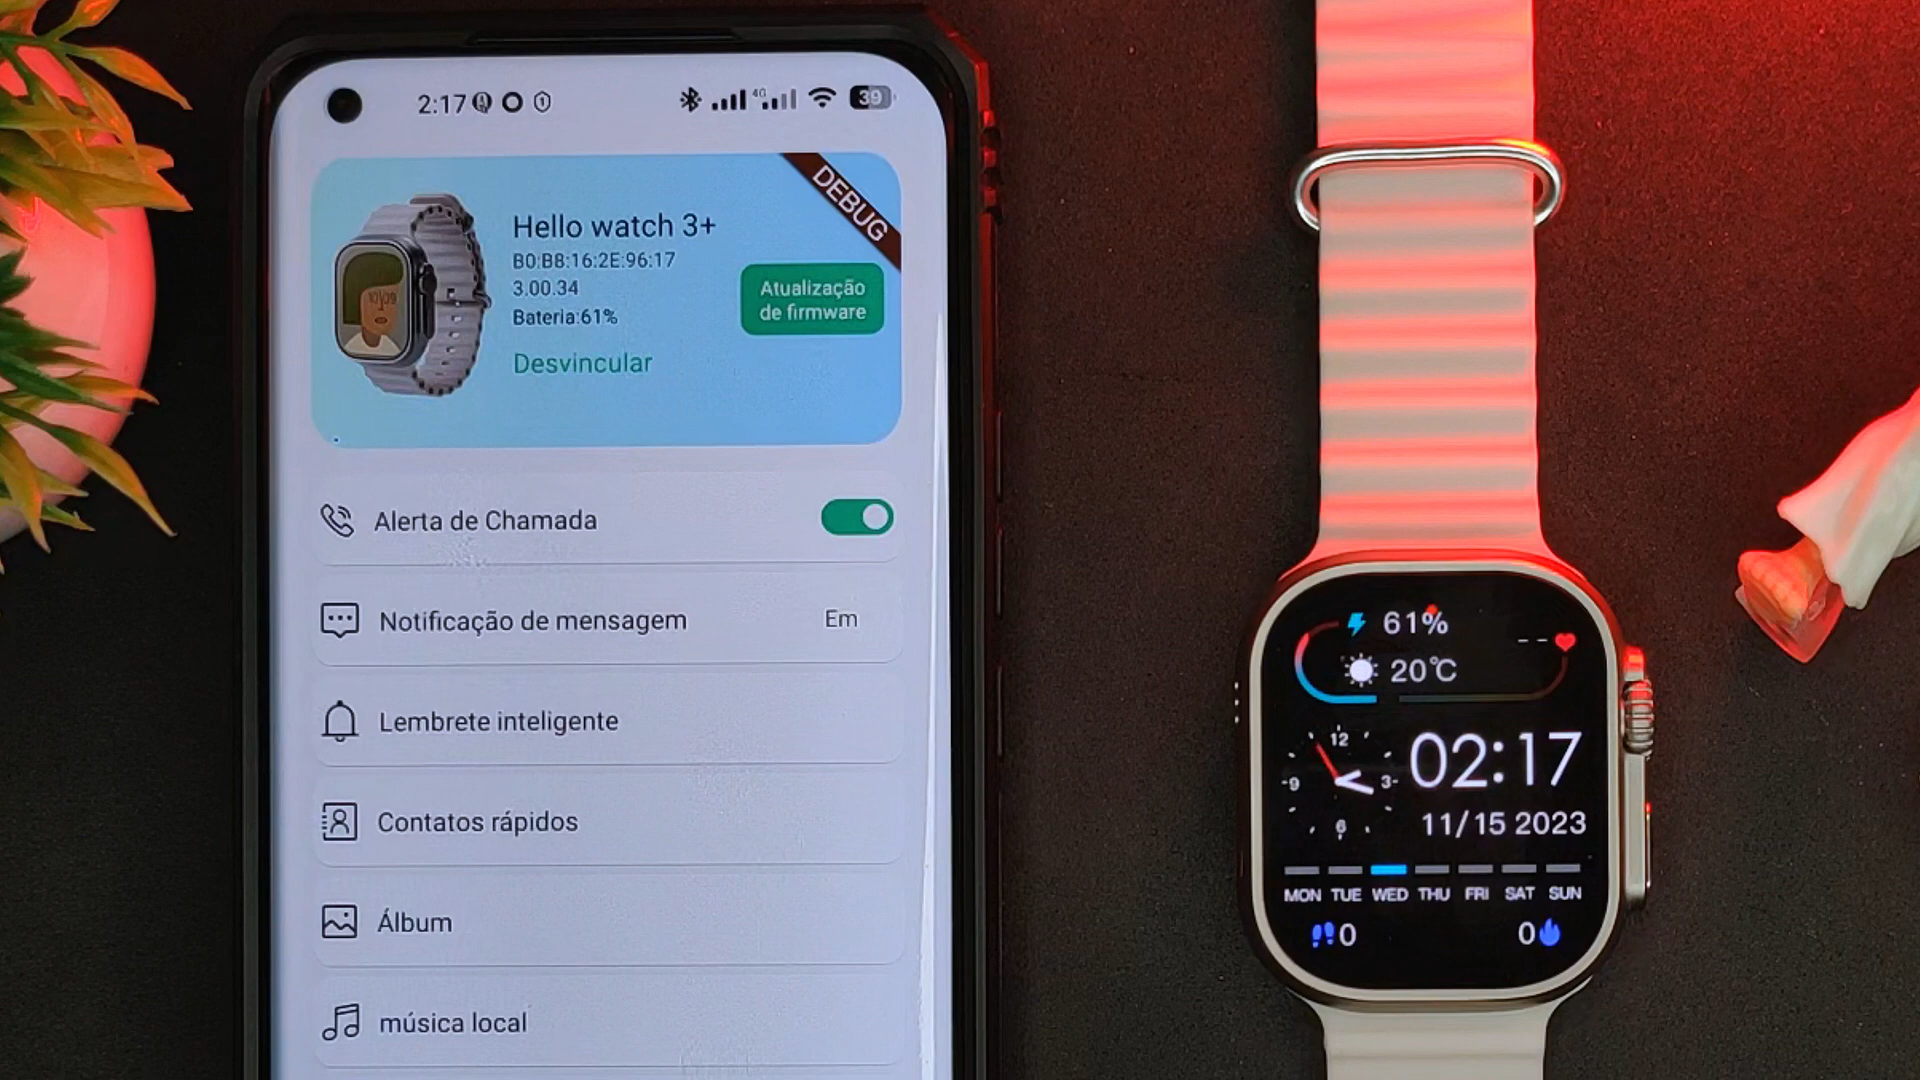 2:17
4G
39
DEBUG
Hello watch 3+
B0:B8:16:2E:96:17
3.00.34
Bateria:61%
Atualização
de firmware
Desvincular
Alerta de Chamada
Notificação de mensagem Em
Lembrete inteligente
Contatos rápidos
Álbum
música local
61%
--
20°C
12
9 3
6
02:17
11/15 2023
MON TUE WED THU FRI SAT SUN
0 0